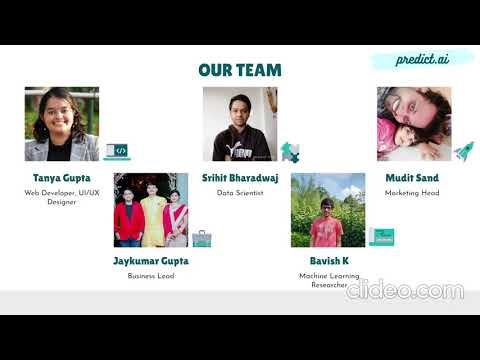 predict.ai
OUR TEAM
Tanya Gupta
Web Developer, UI/UX
Designer
Srihit Bharadwaj
Data Scientist
Mudit Sand
Marketing Head
Jaykumar Gupta
Business Lead
Bavish K
Machine Learning
Researcher
clideo.com